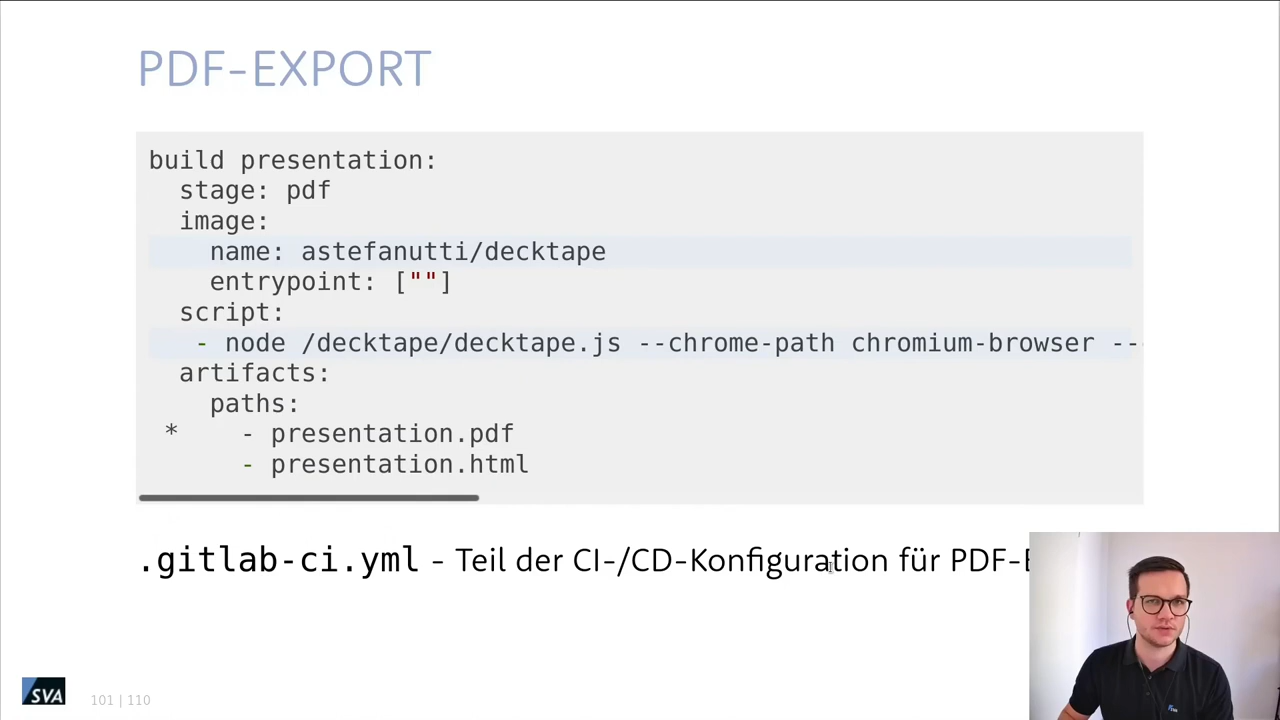 PDF-EXPORT
build presentation:
  stage: pdf
  image:
    name: astefanutti/decktape
    entrypoint: [""]
  script:
   - node /decktape/decktape.js --chrome-path chromium-browser --
  artifacts:
    paths:
 *    - presentation.pdf
      - presentation.html
.gitlab-ci.yml - Teil der CI-/CD-Konfiguration für PDF-
SVA
101 | 110